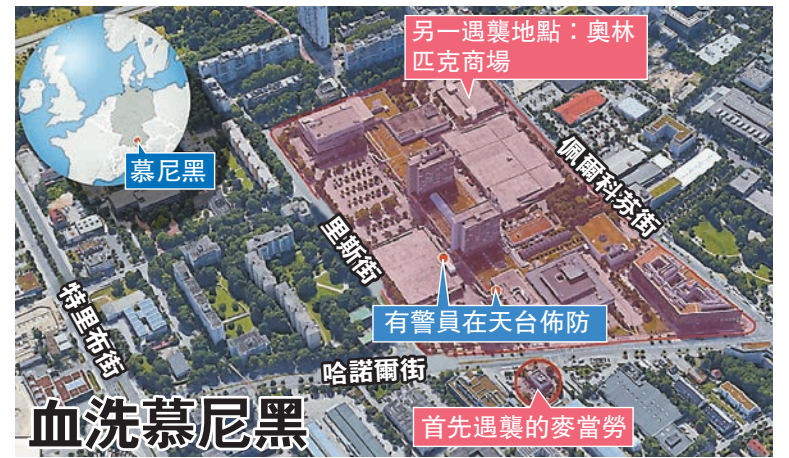 另一遇襲地點：奧林
匹克商場
慕尼黑
佩爾科芬街
里斯街
特里布街
有警員在天台佈防
哈諾爾街
首先遇襲的麥當勞
血洗慕尼黑